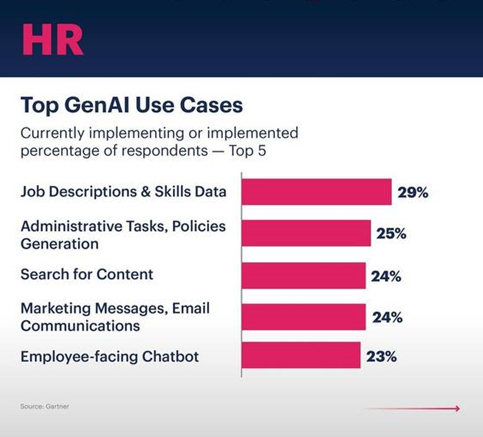 HR
Top GenAI Use Cases
Currently implementing or implemented
percentage of respondents — Top 5
Job Descriptions & Skills Data 29%
Administrative Tasks, Policies
Generation 25%
Search for Content 24%
Marketing Messages, Email
Communications 24%
Employee-facing Chatbot 23%
Source: Gartner